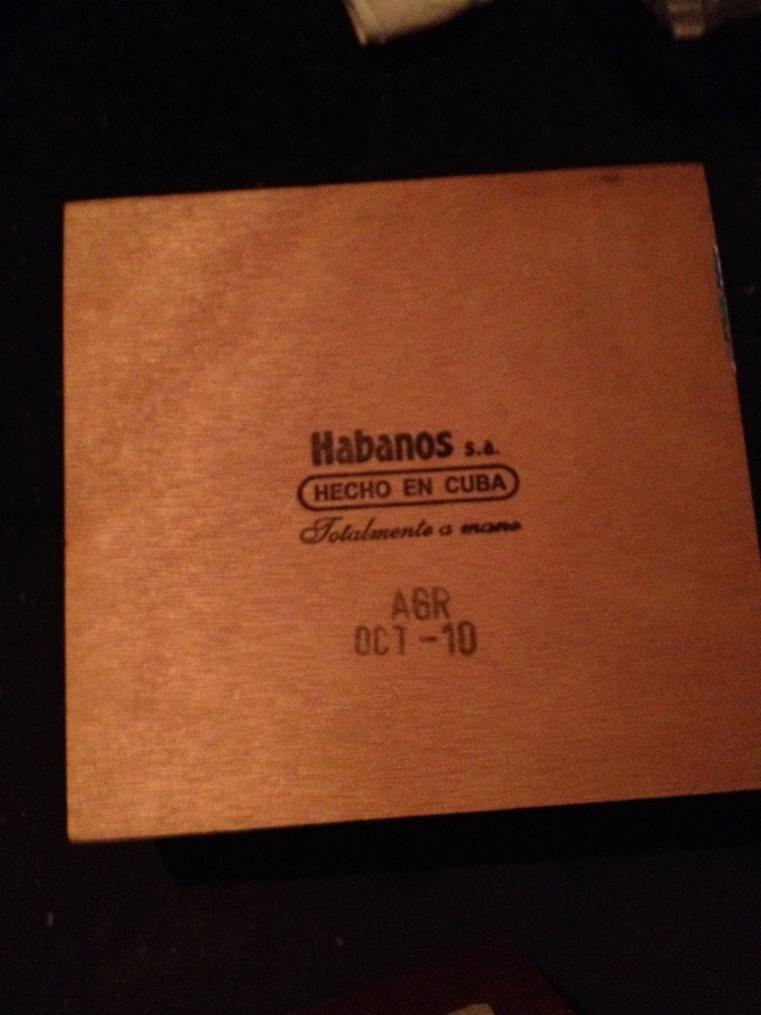 Habanos s.a.
HECHO EN CUBA
Totalmente a mano
AGR
OCT-10